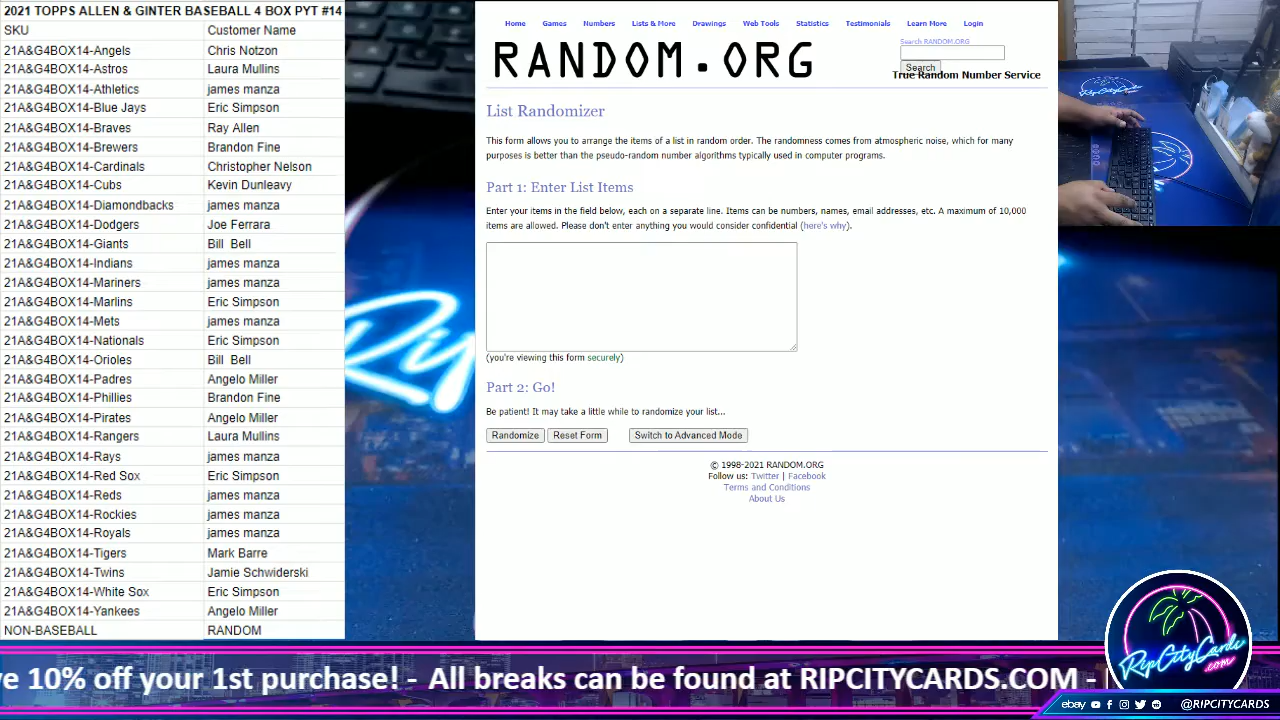 2021 TOPPS ALLEN & GINTER BASEBALL 4 BOX PYT #14
SKU Customer Name
21A&G4BOX14-Angels Chris Notzon
21A&G4BOX14-Astros Laura Mullins
21A&G4BOX14-Athletics james manza
21A&G4BOX14-Blue Jays Eric Simpson
21A&G4BOX14-Braves Ray Allen
21A&G4BOX14-Brewers Brandon Fine
21A&G4BOX14-Cardinals Christopher Nelson
21A&G4BOX14-Cubs Kevin Dunleavy
21A&G4BOX14-Diamondbacks james manza
21A&G4BOX14-Dodgers Joe Ferrara
21A&G4BOX14-Giants Bill  Bell
21A&G4BOX14-Indians james manza
21A&G4BOX14-Mariners james manza
21A&G4BOX14-Marlins Eric Simpson
21A&G4BOX14-Mets james manza
21A&G4BOX14-Nationals Eric Simpson
21A&G4BOX14-Orioles Bill  Bell
21A&G4BOX14-Padres Angelo Miller
21A&G4BOX14-Phillies Brandon Fine
21A&G4BOX14-Pirates Angelo Miller
21A&G4BOX14-Rangers Laura Mullins
21A&G4BOX14-Rays james manza
21A&G4BOX14-Red Sox Eric Simpson
21A&G4BOX14-Reds james manza
21A&G4BOX14-Rockies james manza
21A&G4BOX14-Royals james manza
21A&G4BOX14-Tigers Mark Barre
21A&G4BOX14-Twins Jamie Schwiderski
21A&G4BOX14-White Sox Eric Simpson
21A&G4BOX14-Yankees Angelo Miller
NON-BASEBALL RANDOM
Home Games Numbers Lists & More Drawings Web Tools Statistics Testimonials Learn More Login
Search RANDOM.ORG
RANDOM.ORG
Search
True Random Number Service
List Randomizer
This form allows you to arrange the items of a list in random order. The randomness comes from atmospheric noise, which for many
purposes is better than the pseudo-random number algorithms typically used in computer programs.
Part 1: Enter List Items
Enter your items in the field below, each on a separate line. Items can be numbers, names, email addresses, etc. A maximum of 10,000
items are allowed. Please don't enter anything you would consider confidential (here's why).
(you're viewing this form securely)
Part 2: Go!
Be patient! It may take a little while to randomize your list...
Randomize Reset Form Switch to Advanced Mode
© 1998-2021 RANDOM.ORG
Follow us: Twitter | Facebook
Terms and Conditions
About Us
RipCityCards
Rip
ve 10% off your 1st purchase! - All breaks can be found at RIPCITYCARDS.COM -
RipCityCards
.com
ebay @RIPCITYCARDS